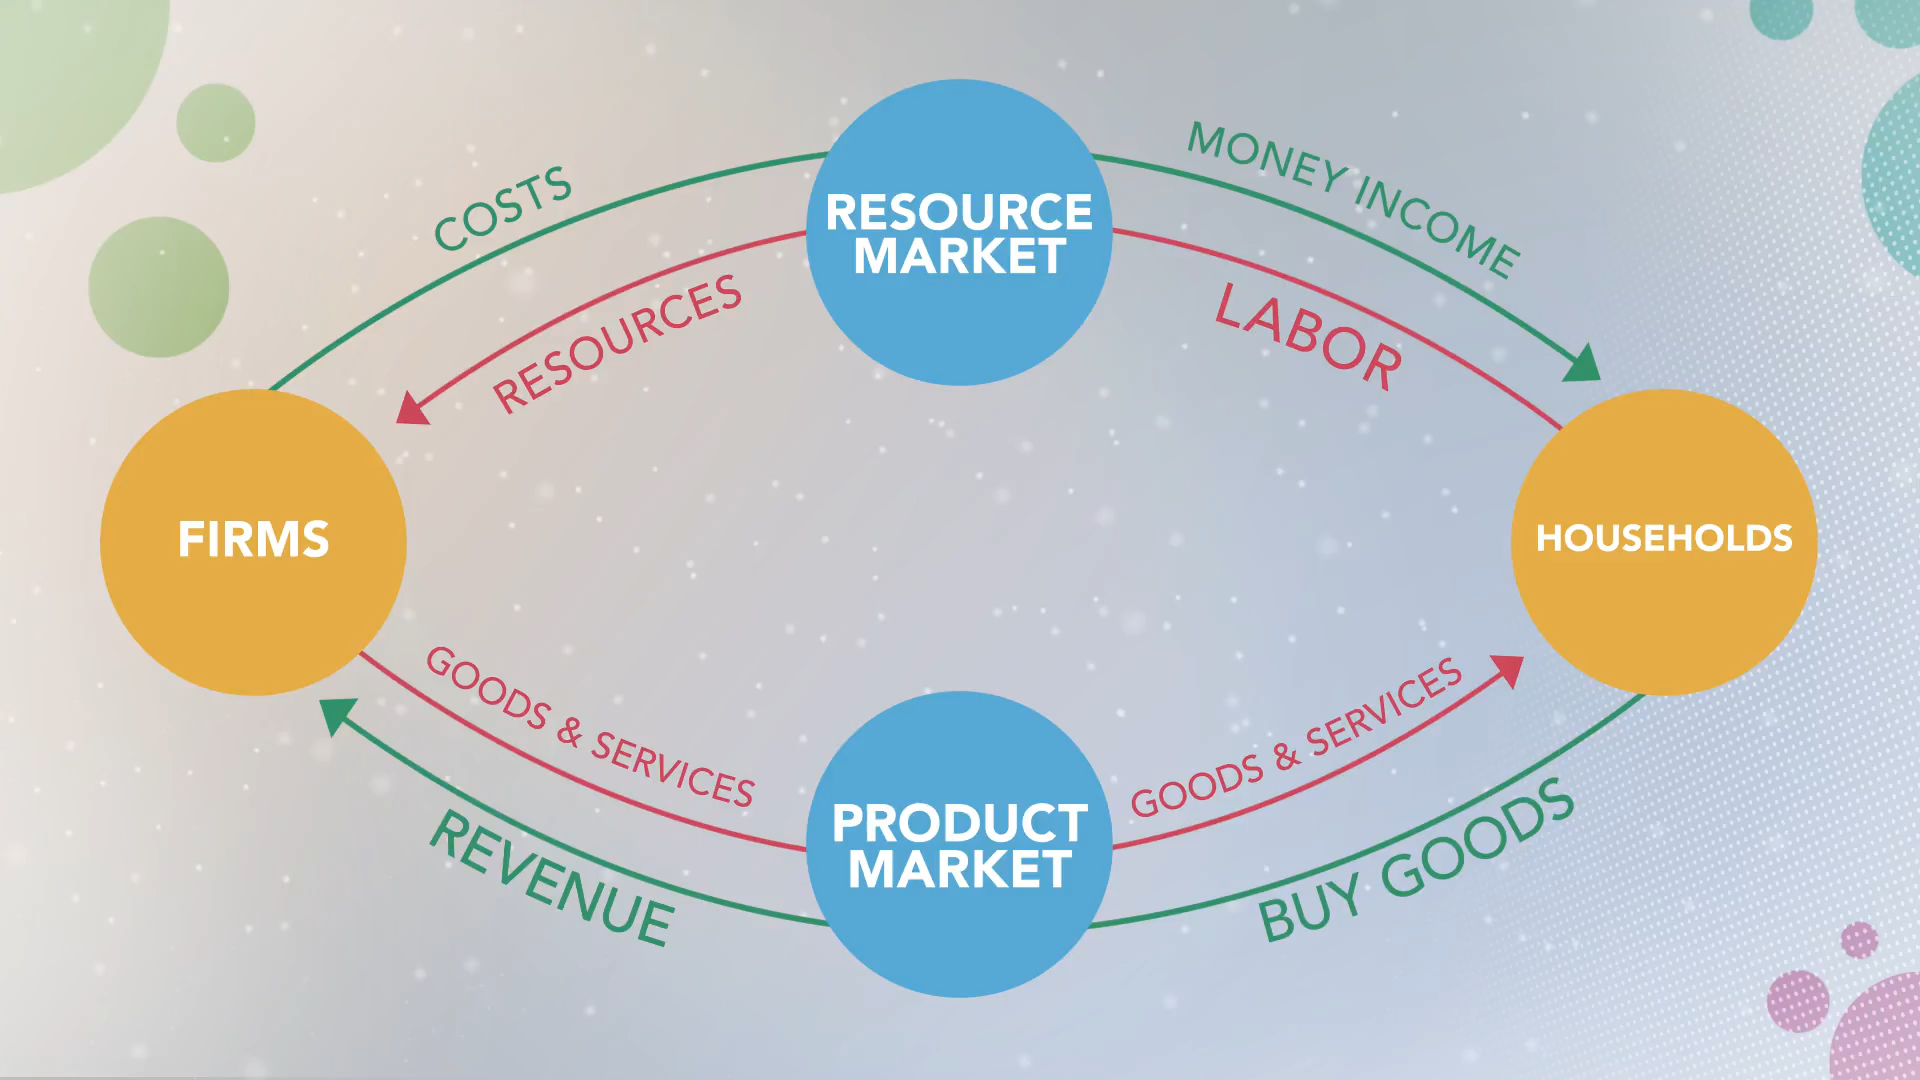 COSTS
MONEY INCOME
RESOURCE
MARKET
RESOURCES
LABOR
FIRMS
HOUSEHOLDS
GOODS & SERVICES
GOODS & SERVICES
PRODUCT
MARKET
REVENUE
BUY GOODS